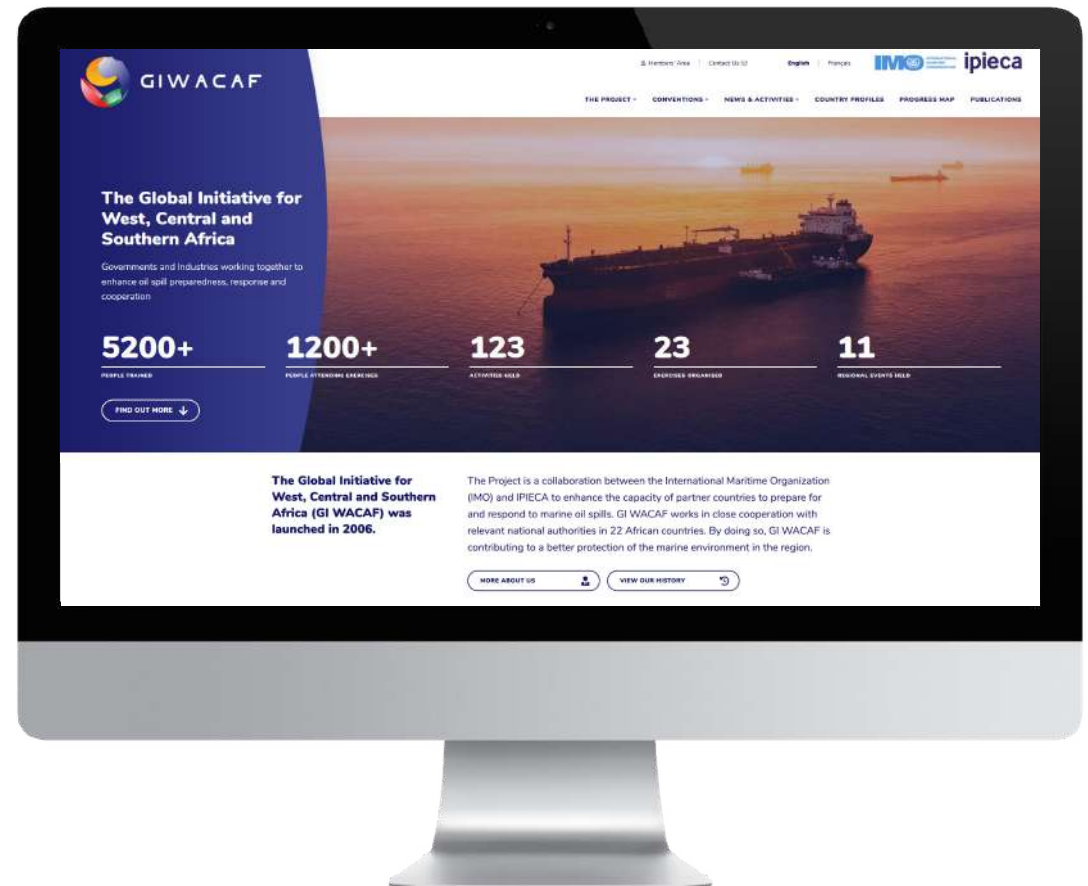 GIWACAF
Members' Area
Contact Us
English
Français
IMO
ipieca
THE PROJECT
CONVENTIONS
NEWS & ACTIVITIES
COUNTRY PROFILES
PROGRESS MAP
PUBLICATIONS
The Global Initiative for
West, Central and
Southern Africa
Governments and Industries working together to
enhance oil spill preparedness, response and
cooperation
5200+
1200+
123
23
11
PEOPLE TRAINED
PEOPLE ATTENDING EXERCISES
ACTIVITIES HELD
EXERCISES ORGANISED
REGIONAL EVENTS HELD
FIND OUT MORE
The Global Initiative for
West, Central and Southern
Africa (GI WACAF) was
launched in 2006.
The Project is a collaboration between the International Maritime Organization
(IMO) and IPIECA to enhance the capacity of partner countries to prepare for
and respond to marine oil spills. GI WACAF works in close cooperation with
relevant national authorities in 22 African countries. By doing so, GI WACAF is
contributing to a better protection of the marine environment in the region.
MORE ABOUT US
VIEW OUR HISTORY